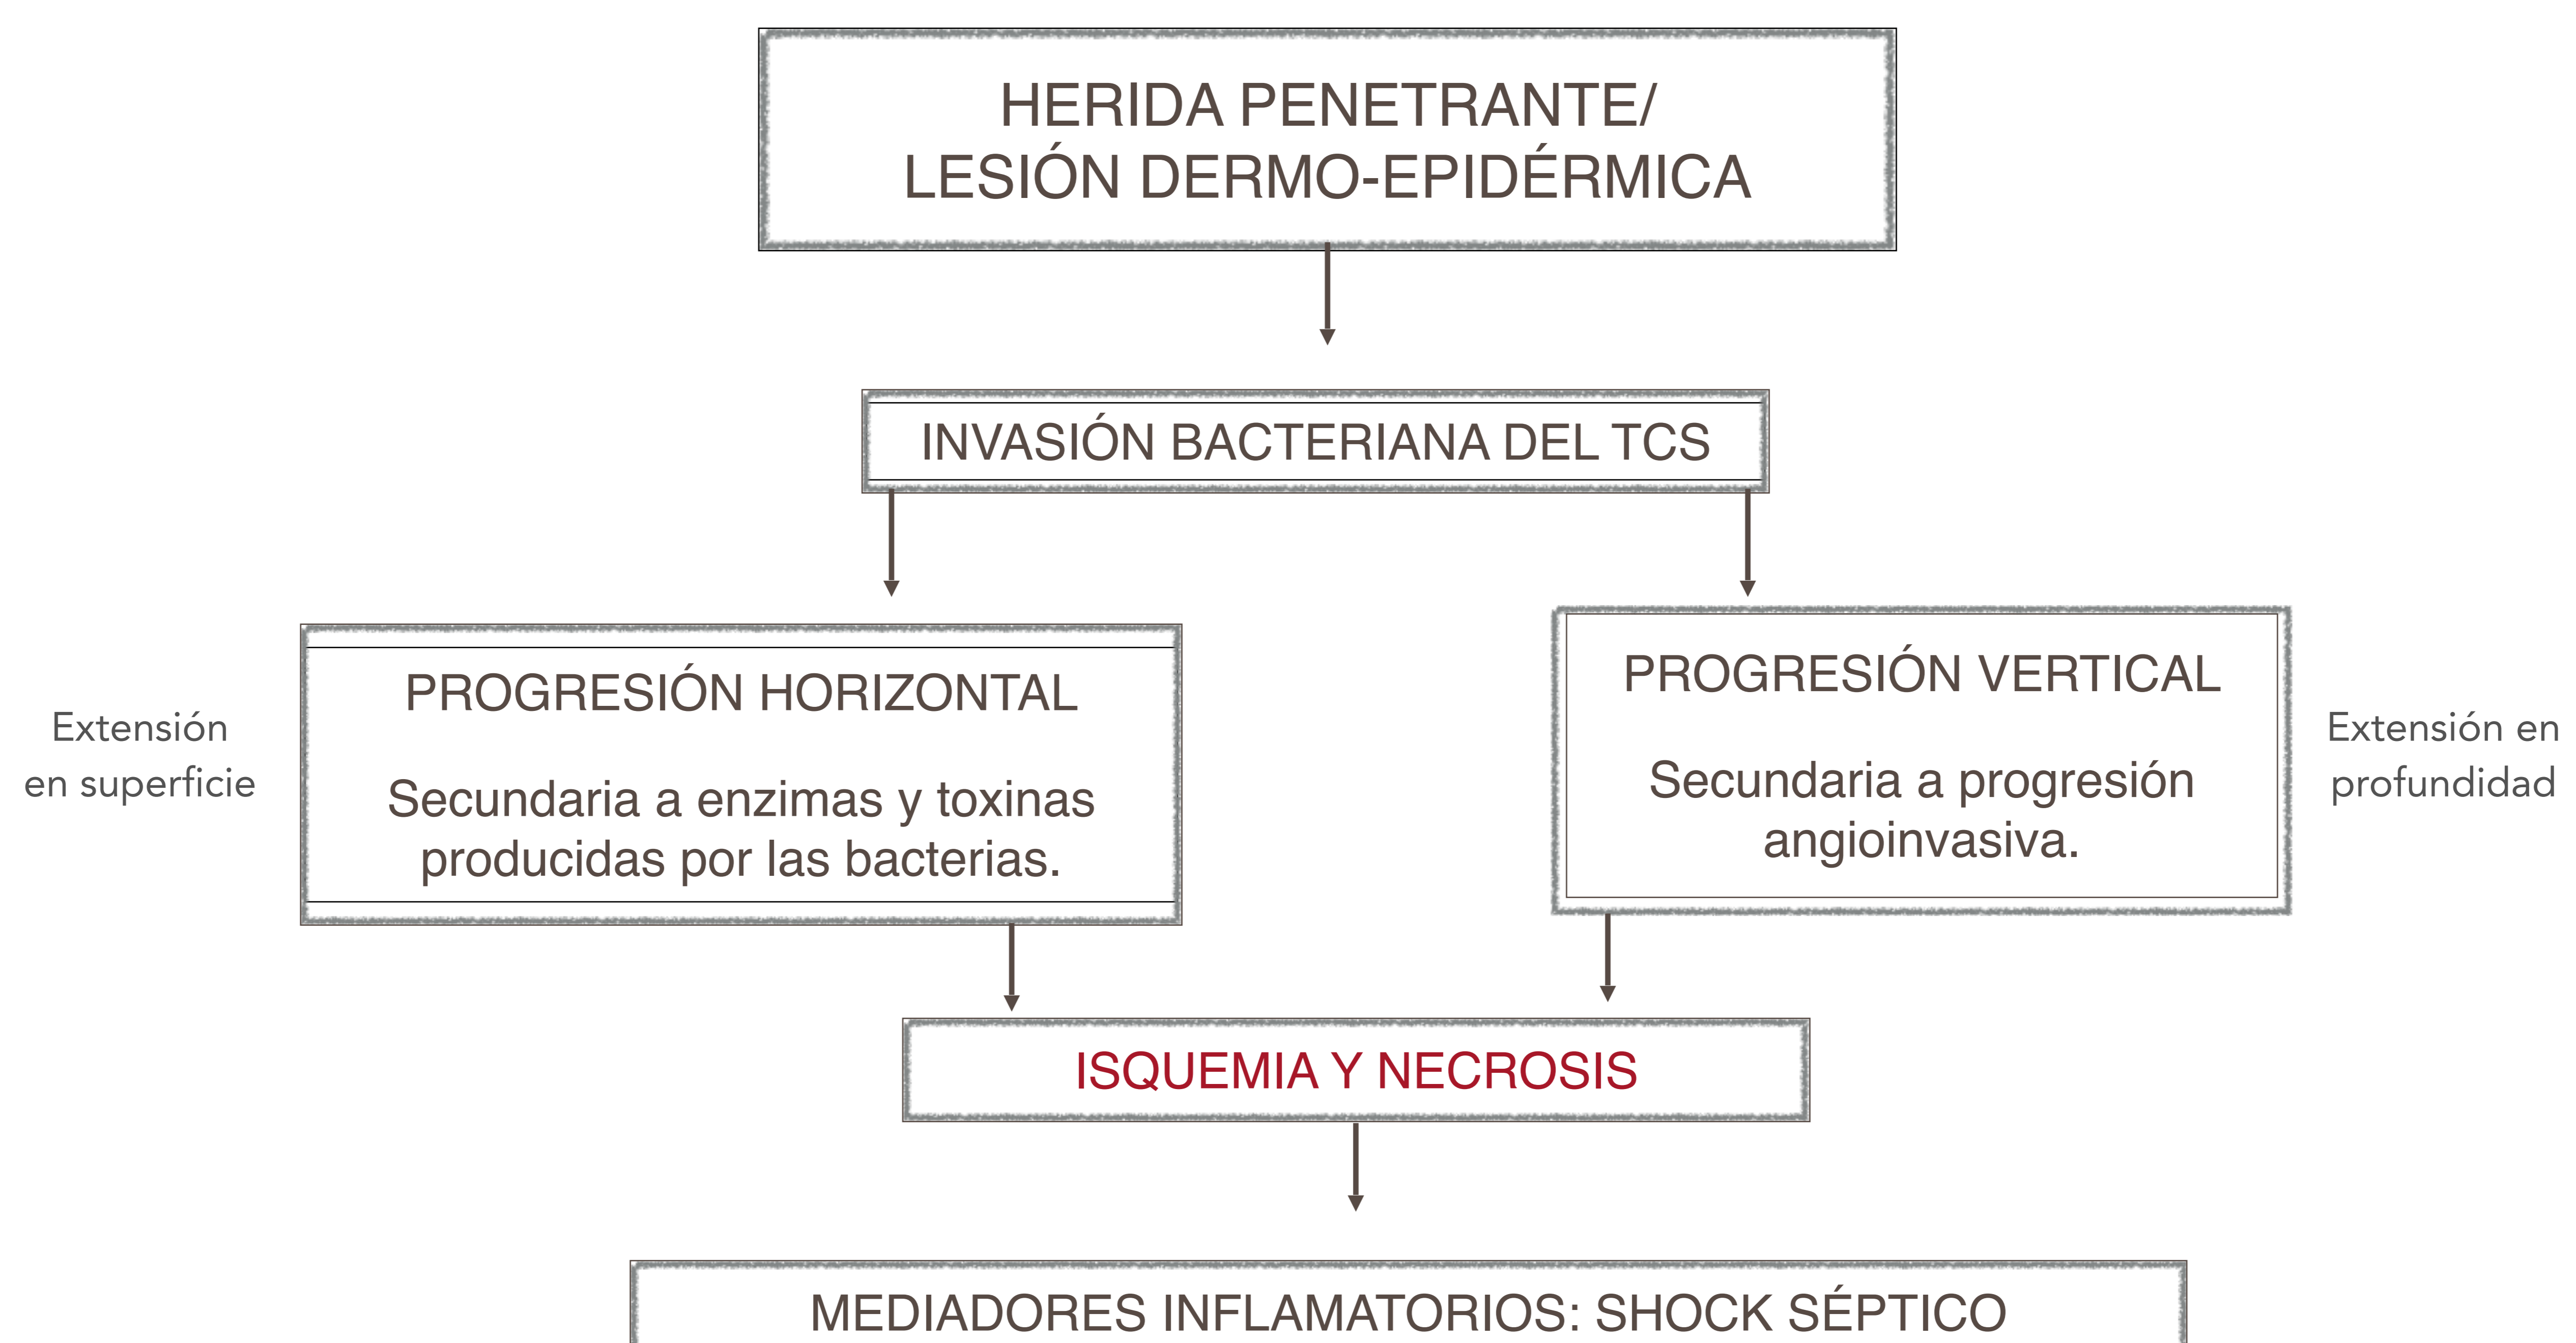 HERIDA PENETRANTE/
LESIÓN DERMO-EPIDÉRMICA
INVASIÓN BACTERIANA DEL TCS
Extensión
en superficie
PROGRESIÓN HORIZONTAL
Secundaria a enzimas y toxinas
producidas por las bacterias.
PROGRESIÓN VERTICAL
Secundaria a progresión
angioinvasiva.
Extensión en
profundidad
ISQUEMIA Y NECROSIS
MEDIADORES INFLAMATORIOS: SHOCK SÉPTICO